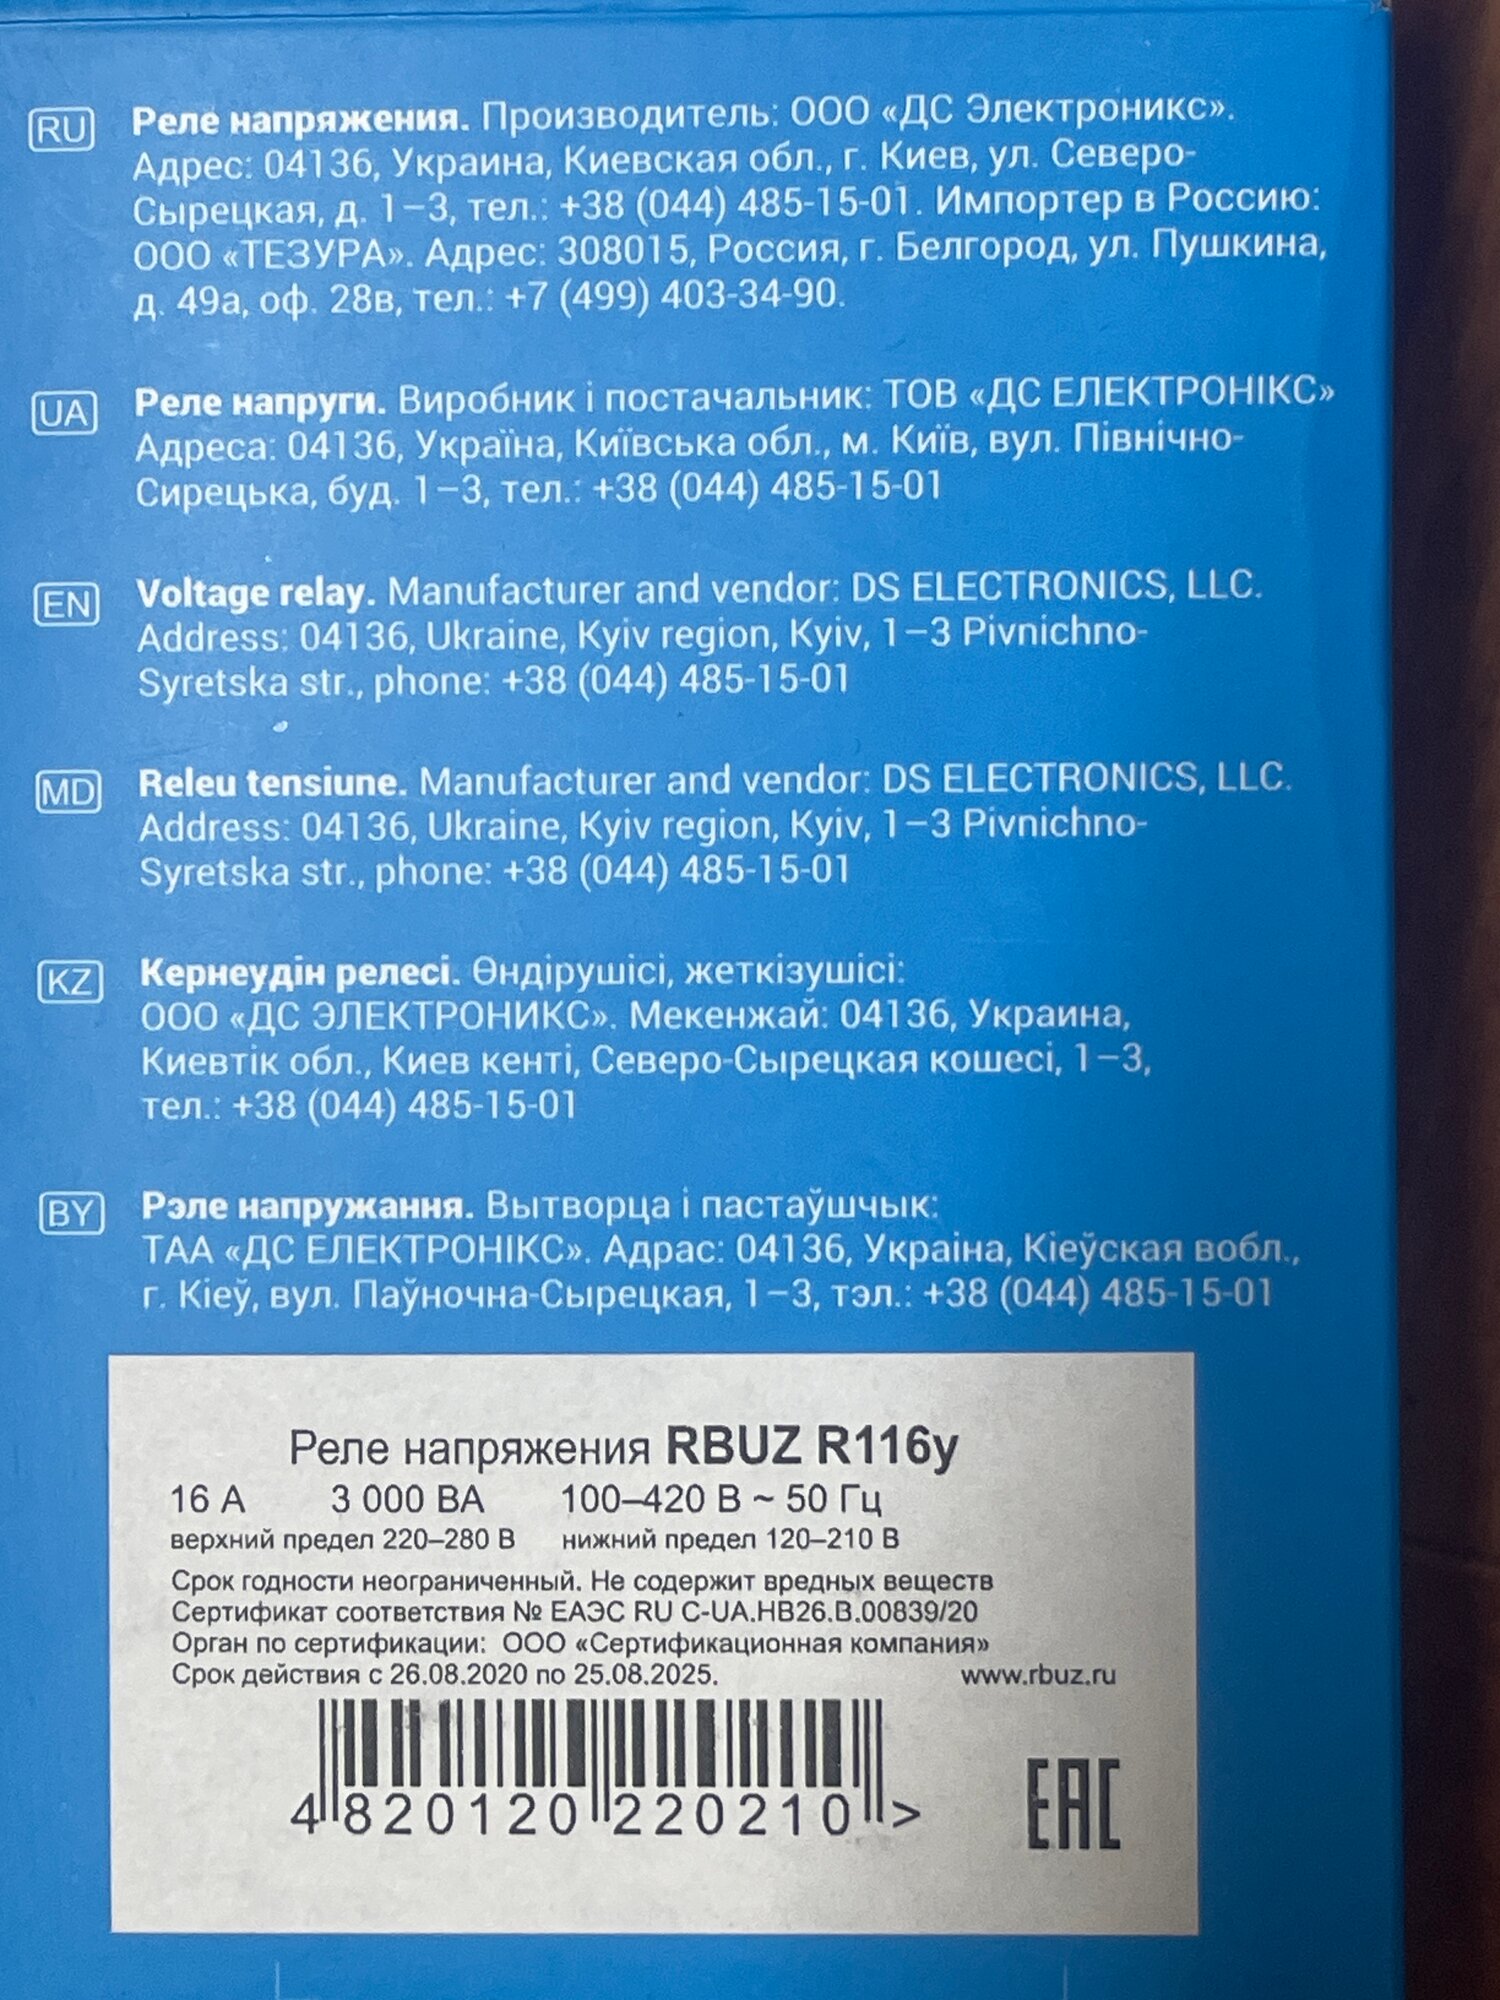 RU Реле напряжения. Производитель: ООО «ДС Электроникс».
Адрес: 04136, Украина, Киевская обл., г. Киев, ул. Северо-
Сырецкая, д. 1–3, тел.: +38 (044) 485-15-01. Импортер в Россию:
ООО «ТЕЗУРА». Адрес: 308015, Россия, г. Белгород, ул. Пушкина,
д. 49а, оф. 28в, тел.: +7 (499) 403-34-90.
UA Реле напруги. Виробник і постачальник: ТОВ «ДС ЕЛЕКТРОНІКС»
Адреса: 04136, Україна, Київська обл., м. Київ, вул. Північно-
Сирецька, буд. 1–3, тел.: +38 (044) 485-15-01
EN Voltage relay. Manufacturer and vendor: DS ELECTRONICS, LLC.
Address: 04136, Ukraine, Kyiv region, Kyiv, 1–3 Pivnichno-
Syretska str., phone: +38 (044) 485-15-01
MD Releu tensiune. Manufacturer and vendor: DS ELECTRONICS, LLC.
Address: 04136, Ukraine, Kyiv region, Kyiv, 1–3 Pivnichno-
Syretska str., phone: +38 (044) 485-15-01
KZ Кернеудін релесі. Өндірушісі, жеткізушісі:
ООО «ДС ЭЛЕКТРОНИКС». Мекенжай: 04136, Украина,
Киевтік обл., Киев кенті, Северо-Сырецкая кошесі, 1–3,
тел.: +38 (044) 485-15-01
BY Рэле напружання. Вытворца і пастаўшчык:
ТАА «ДС ЕЛЕКТРОНІКС». Адрас: 04136, Украіна, Кіеўская вобл.,
г. Кіеў, вул. Паўночна-Сырецкая, 1–3, тэл.: +38 (044) 485-15-01
Реле напряжения RBUZ R116y
16 А 3 000 ВА 100–420 В ~ 50 Гц
верхний предел 220–280 В нижний предел 120–210 В
Срок годности неограниченный. Не содержит вредных веществ
Сертификат соответствия № ЕАЭС RU C-UA.HB26.B.00839/20
Орган по сертификации: ООО «Сертификационная компания»
Срок действия с 26.08.2020 по 25.08.2025. www.rbuz.ru
4 820120 220210 >
EAC